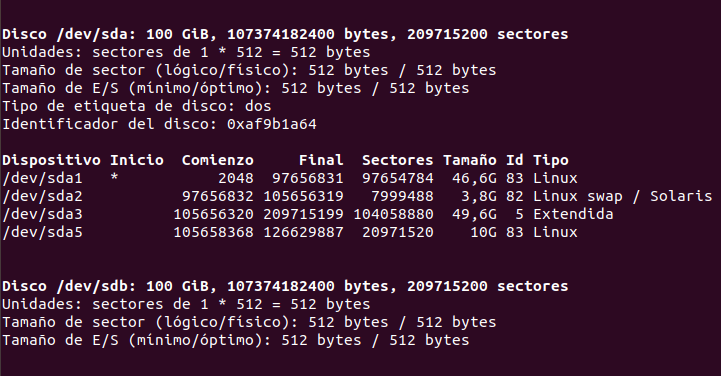 Disco /dev/sda: 100 GiB, 107374182400 bytes, 209715200 sectores
Unidades: sectores de 1 * 512 = 512 bytes
Tamaño de sector (lógico/físico): 512 bytes / 512 bytes
Tamaño de E/S (mínimo/óptimo): 512 bytes / 512 bytes
Tipo de etiqueta de disco: dos
Identificador del disco: 0xaf9b1a64
Dispositivo Inicio Comienzo Final Sectores Tamaño Id Tipo
/dev/sda1 * 2048 97656831 97654784 46,6G 83 Linux
/dev/sda2 97656832 105656319 7999488 3,8G 82 Linux swap / Solaris
/dev/sda3 105656320 209715199 104058880 49,6G 5 Extendida
/dev/sda5 105658368 126629887 20971520 10G 83 Linux
Disco /dev/sdb: 100 GiB, 107374182400 bytes, 209715200 sectores
Unidades: sectores de 1 * 512 = 512 bytes
Tamaño de sector (lógico/físico): 512 bytes / 512 bytes
Tamaño de E/S (mínimo/óptimo): 512 bytes / 512 bytes